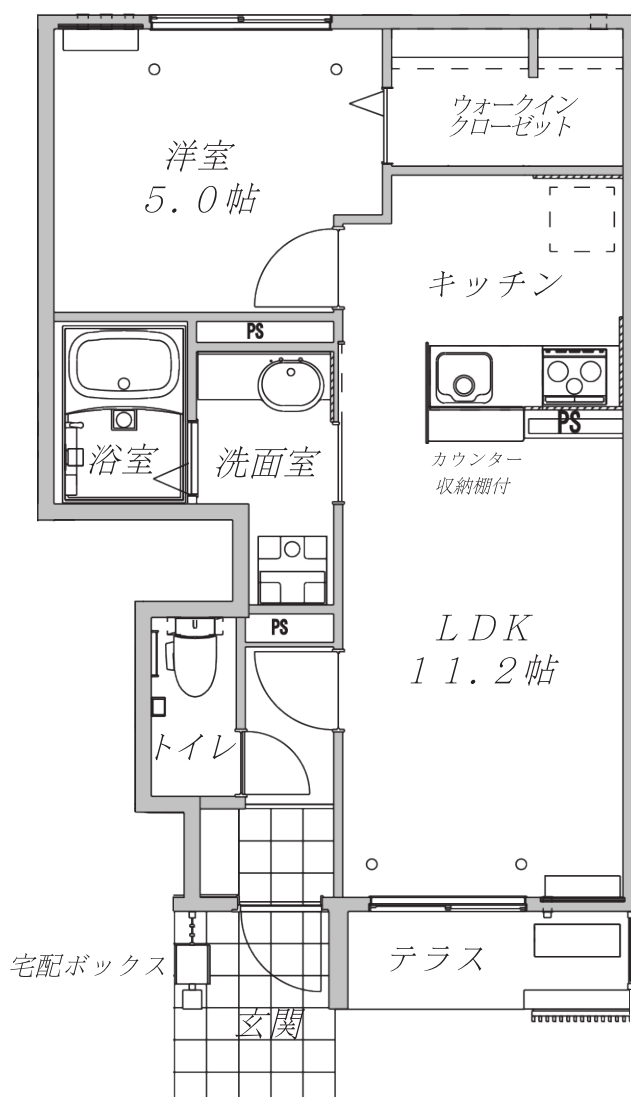 ウォークイン
クローゼット
洋室
5.0帖
キッチン
PS
PS
浴室
洗面室
カウンター
収納棚付
PS
LDK
11.2帖
トイレ
宅配ボックス
テラス
玄関